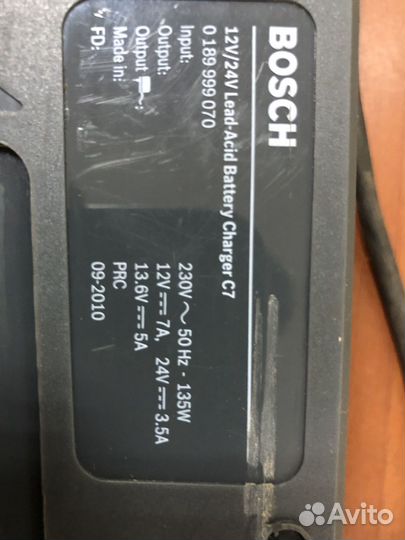 BOSCH
12V/24V Lead-Acid Battery Charger C7
0 189 999 070
Input: 230V ~ 50 Hz - 135W
Output: 12V ⎓ 7A, 24V ⎓ 3.5A
Output : 13.6V ⎓ 5A
Made in: PRC
FD: 09-2010
Avito